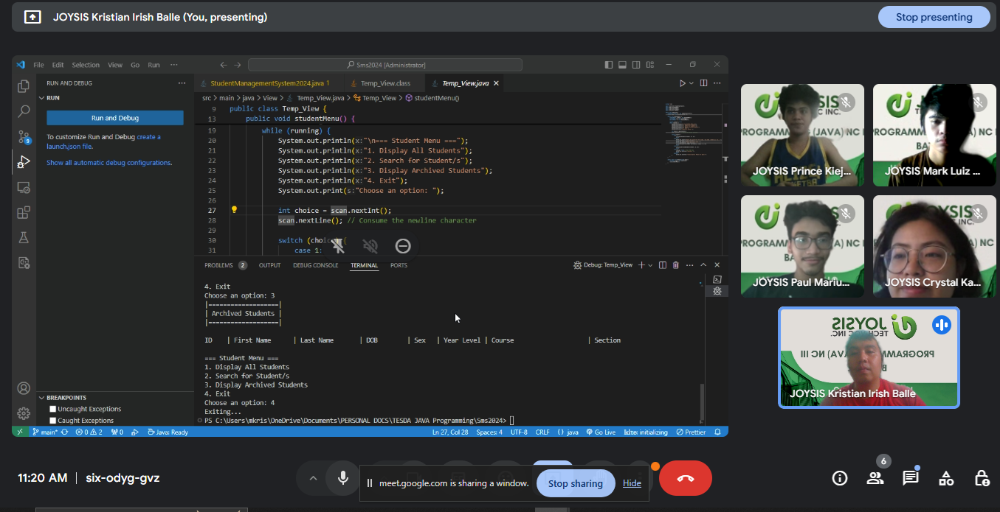 JOYSIS Kristian Irish Balle (You, presenting)
Stop presenting
File Edit Selection View Go Run ···
Sms2024 [Administrator]
RUN AND DEBUG ···
RUN
Run and Debug
To customize Run and Debug create a
launch.json file.
Show all automatic debug configurations.
StudentManagementSystem2024.java 1
Temp_View.class
Temp_View.java
src > main > java > View > Temp_View.java > Temp_View > studentMenu()
9 public class Temp_View {
13 public void studentMenu() {
19 while (running) {
20 System.out.println(x:"\n=== Student Menu ===");
21 System.out.println(x:"1. Display All Students");
22 System.out.println(x:"2. Search for Student/s");
23 System.out.println(x:"3. Display Archived Students");
24 System.out.println(x:"4. Exit");
25 System.out.print(s:"Choose an option: ");
26
27 int choice = scan.nextInt();
28 scan.nextLine(); // Consume the newline character
29
30 switch (choic {
31 case 1:
PROBLEMS 2 OUTPUT DEBUG CONSOLE TERMINAL PORTS
Debug: Temp_View
4. Exit
Choose an option: 3
|===================|
| Archived Students |
|===================|
ID | First Name | Last Name | DOB | Sex | Year Level | Course | Section
=== Student Menu ===
1. Display All Students
2. Search for Student/s
3. Display Archived Students
4. Exit
Choose an option: 4
Exiting...
PS C:\Users\mkris\OneDrive\Documents\PERSONAL DOCS\TESDA JAVA Programming\Sms2024>
BREAKPOINTS
Uncaught Exceptions
Caught Exceptions
main* 0 2 0 Java: Ready
Ln 27, Col 28 Spaces: 4 UTF-8 CRLF {} java Go Live initializing Prettier
JOYSIS Prince Kiej...
JOYSIS Mark Luiz ...
JOYSIS Paul Mariu...
JOYSIS Crystal Ka...
JOYSIS
JOYSIS Kristian Irish Balle
11:20 AM | six-odyg-gvz
meet.google.com is sharing a window.
Stop sharing
Hide
6